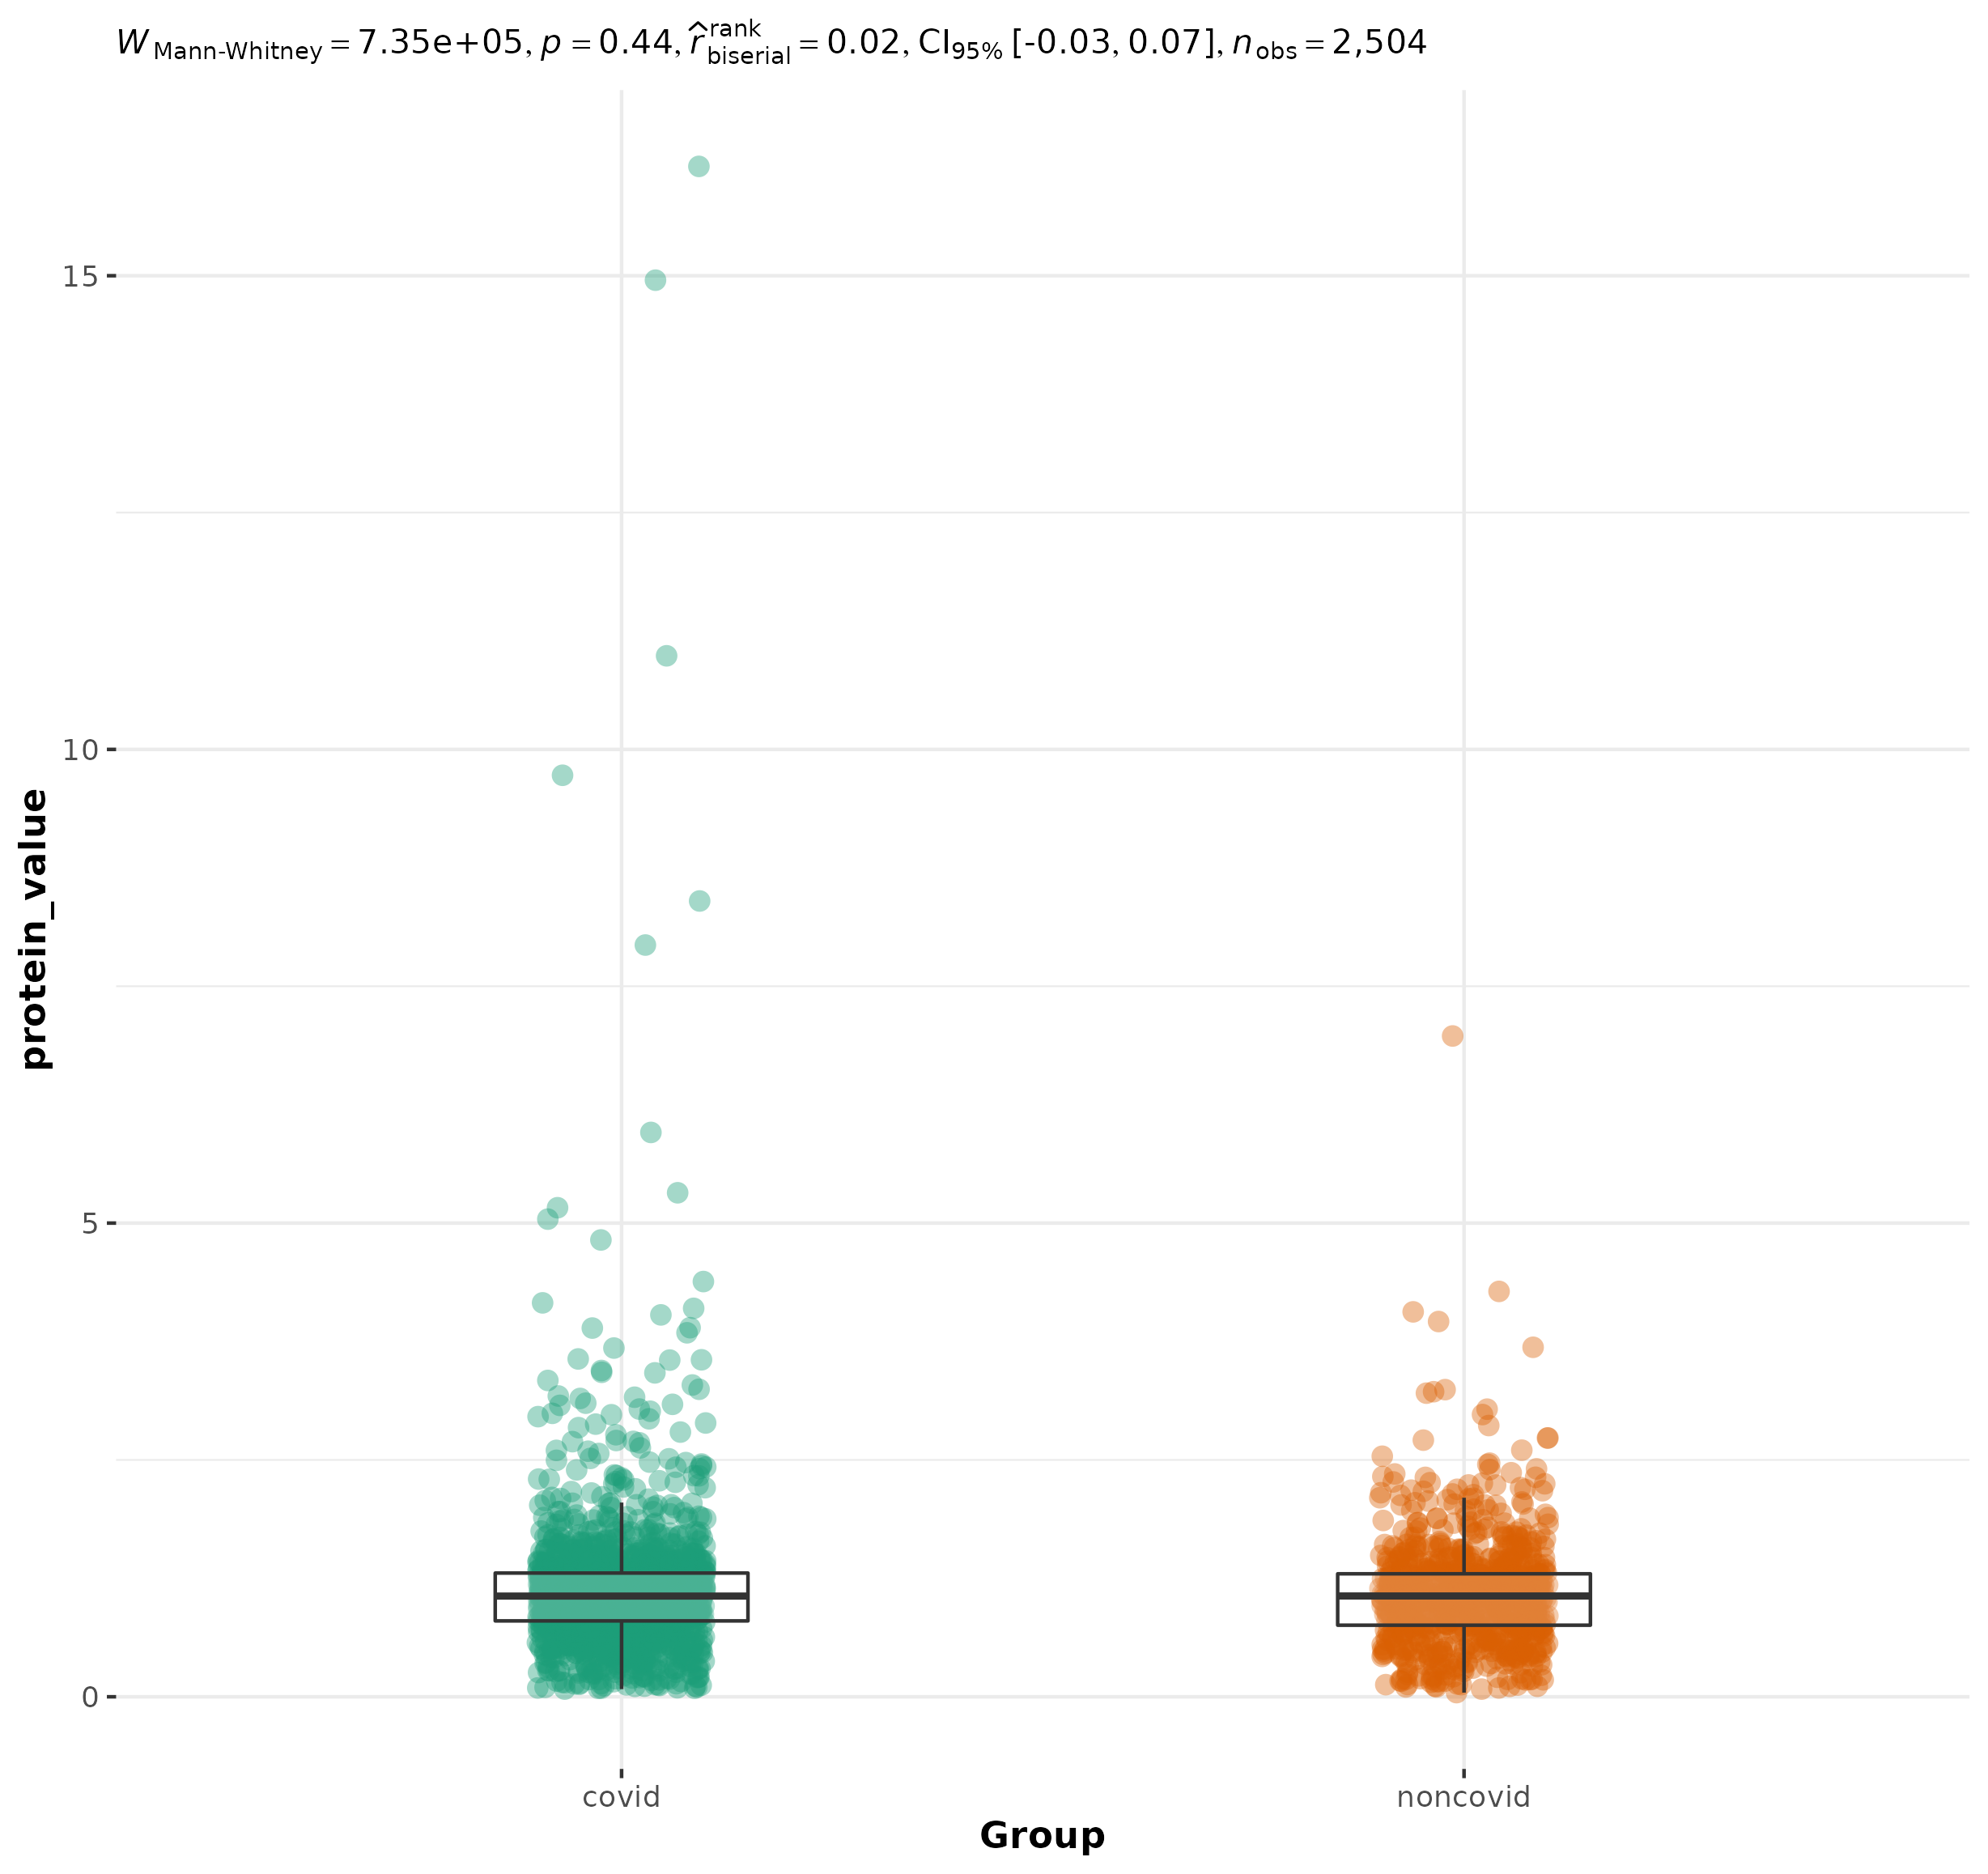 W Mann-Whitney = 7.35e+05, p = 0.44, r̂ rank biserial = 0.02, CI95% [-0.03, 0.07], nobs = 2,504
15
10
5
0
protein_value
covid noncovid
Group